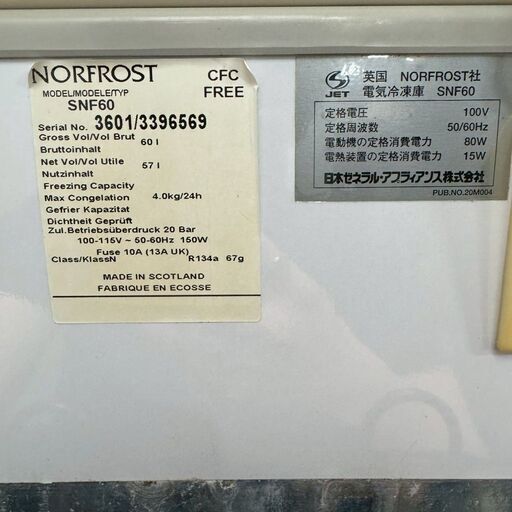 NORFROST
CFC
FREE
MODEL/MODELE/TYP
SNF60
Serial No. 3601/3396569
Gross Vol/Vol Brut
Bruttoinhalt
60 l
Net Vol/Vol Utile
Nutzinhalt
57 l
Freezing Capacity
Max Congelation
4.0kg/24h
Gefrier Kapazitat
Dichtheit Geprüft
Zul.Betriebsüberdruck 20 Bar
100-115V ~ 50-60Hz 150W
Fuse 10A (13A UK)
Class/KlassN
R134a 67g
MADE IN SCOTLAND
FABRIQUE EN ECOSSE
JET
英国 NORFROST社
電気冷凍庫 SNF60
定格電圧 100V
定格周波数 50/60Hz
電動機の定格消費電力 80W
電熱装置の定格消費電力 15W
日本ゼネラル・アプライアンス株式会社
PUB.NO.20M004